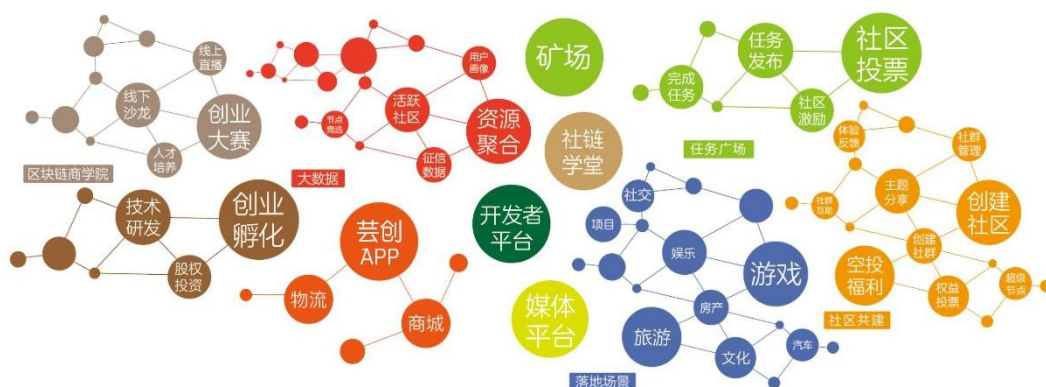 线上
直播
线下
沙龙
创业
大赛
人才
培养
区块链商学院
用户
画像
活跃
社区
节点
竞选
资源
聚合
征信
数据
大数据
矿场
社链
学堂
任务
发布
社区
投票
完成
任务
社区
激励
任务广场
体验
反馈
社群
管理
主题
分享
社群
互助
创建
社区
创建
社群
空投
福利
权益
投票
超级
节点
社区共建
技术
研发
创业
孵化
股权
投资
芸创
APP
物流
商城
开发者
平台
媒体
平台
社交
项目
娱乐
游戏
房产
旅游
文化
汽车
落地场景